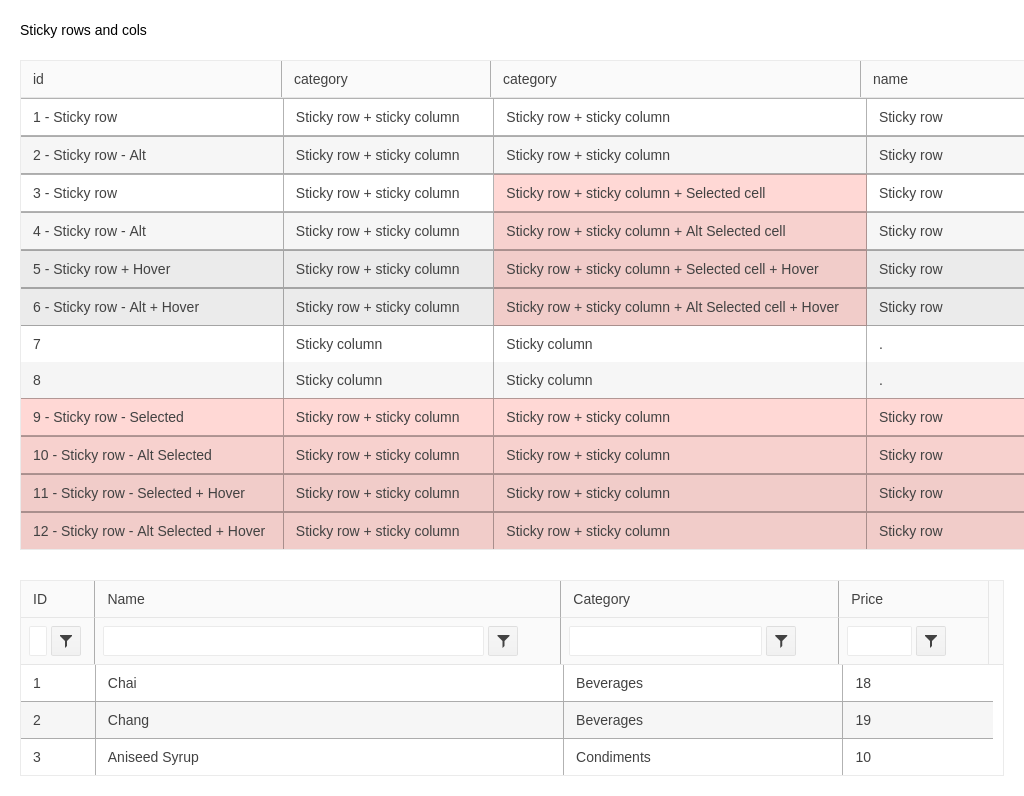 Sticky rows and cols
id category category name
1 - Sticky row Sticky row + sticky column Sticky row + sticky column Sticky row
2 - Sticky row - Alt Sticky row + sticky column Sticky row + sticky column Sticky row
3 - Sticky row Sticky row + sticky column Sticky row + sticky column + Selected cell Sticky row
4 - Sticky row - Alt Sticky row + sticky column Sticky row + sticky column + Alt Selected cell Sticky row
5 - Sticky row + Hover Sticky row + sticky column Sticky row + sticky column + Selected cell + Hover Sticky row
6 - Sticky row - Alt + Hover Sticky row + sticky column Sticky row + sticky column + Alt Selected cell + Hover Sticky row
7 Sticky column Sticky column .
8 Sticky column Sticky column .
9 - Sticky row - Selected Sticky row + sticky column Sticky row + sticky column Sticky row
10 - Sticky row - Alt Selected Sticky row + sticky column Sticky row + sticky column Sticky row
11 - Sticky row - Selected + Hover Sticky row + sticky column Sticky row + sticky column Sticky row
12 - Sticky row - Alt Selected + Hover Sticky row + sticky column Sticky row + sticky column Sticky row
ID Name Category Price
1 Chai Beverages 18
2 Chang Beverages 19
3 Aniseed Syrup Condiments 10